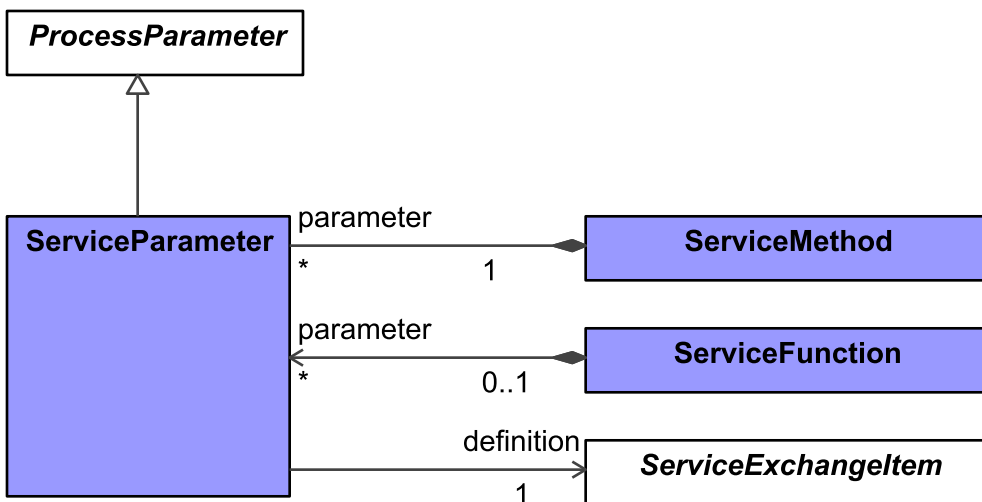 ProcessParameter
ServiceParameter
parameter
* 1
ServiceMethod
parameter
* 0..1
ServiceFunction
definition
1
ServiceExchangeItem